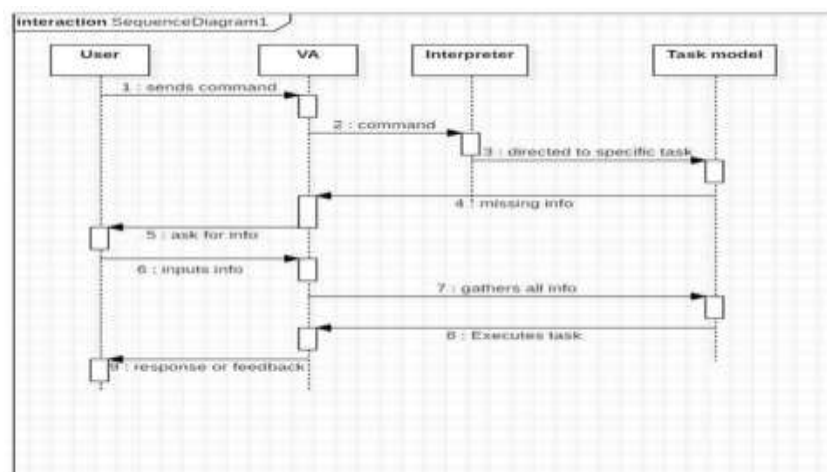 interaction SequenceDiagram1
User
VA
Interpreter
Task model
1 : sends command
2 : command
3 : directed to specific task
4 : missing info
5 : ask for info
6 : inputs info
7 : gathers all info
8 : Executes task
9 : response or feedback